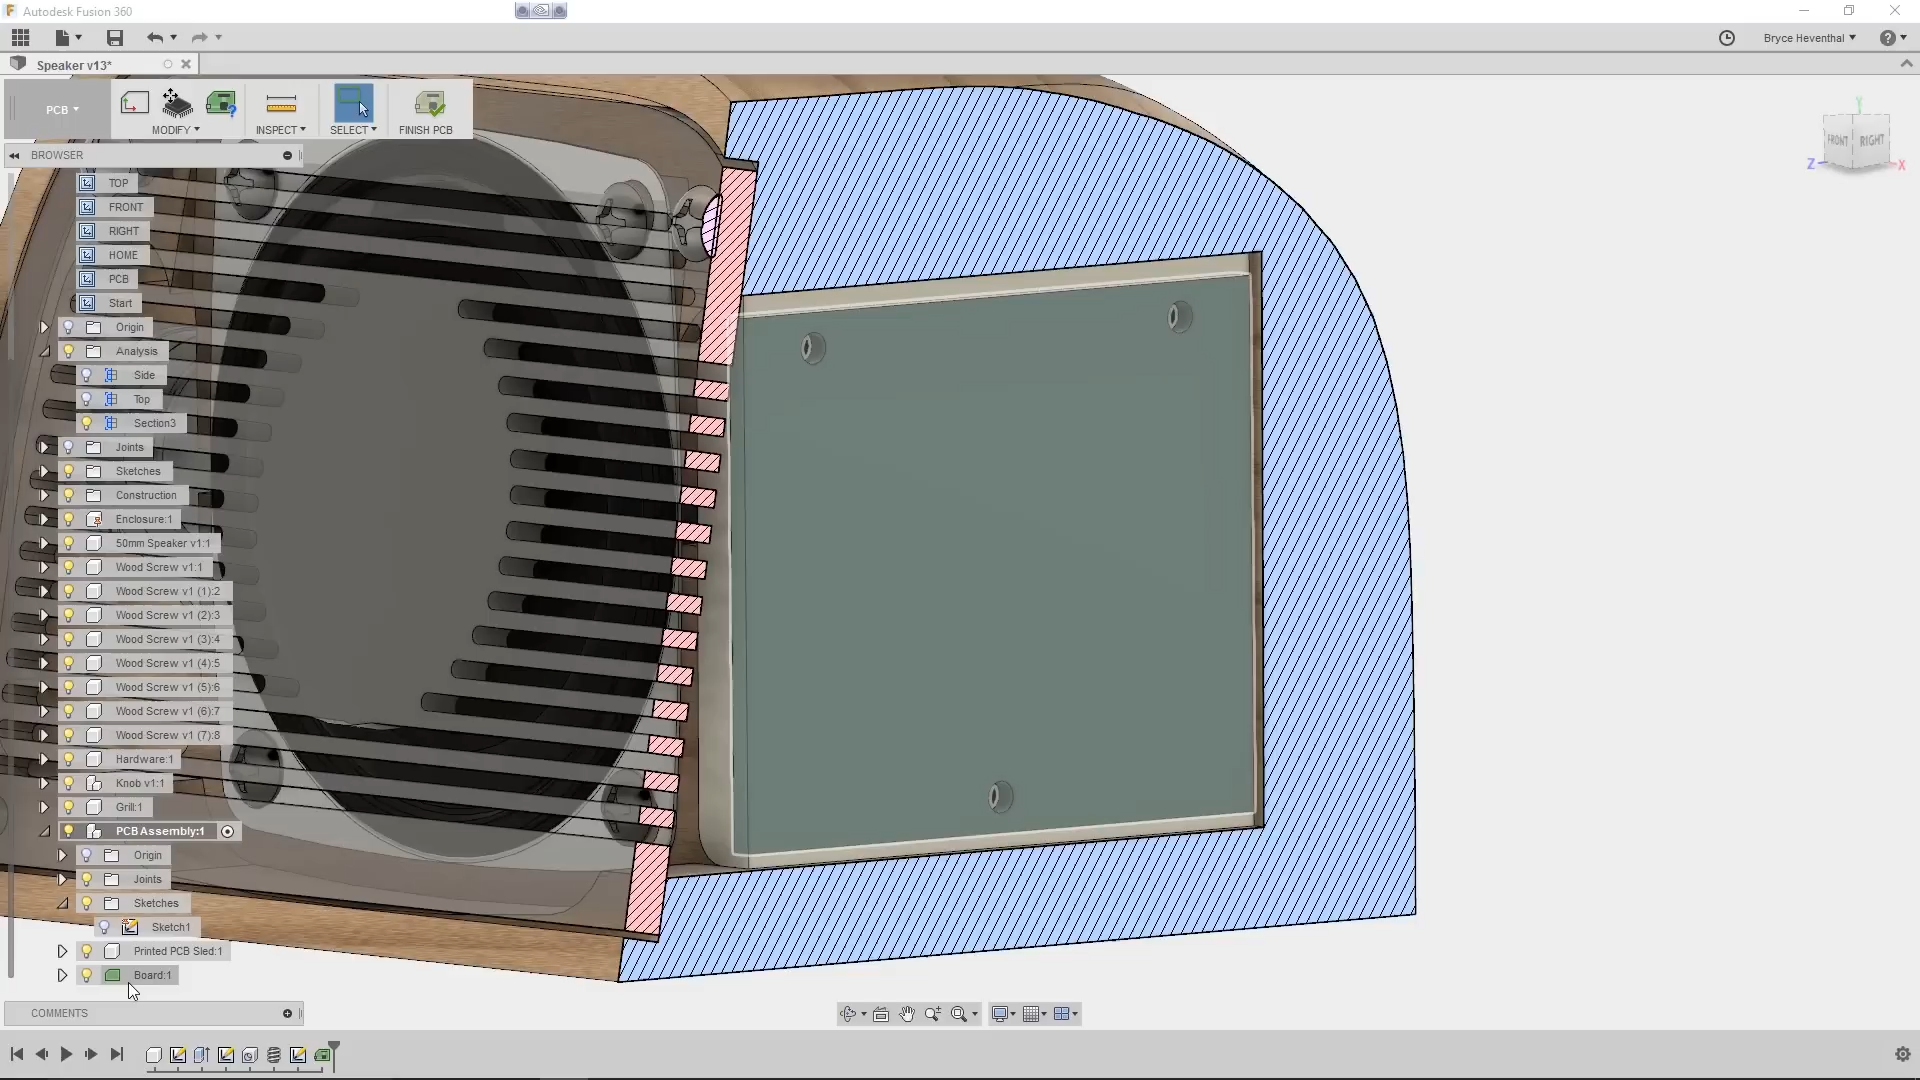 Autodesk Fusion 360
Bryce Heventhal
Speaker v13*
PCB
MODIFY
INSPECT
SELECT
FINISH PCB
BROWSER
TOP
FRONT
RIGHT
HOME
PCB
Start
Origin
Analysis
Side
Top
Section3
Joints
Sketches
Construction
Enclosure:1
50mm Speaker v1:1
Wood Screw v1:1
Wood Screw v1 (1):2
Wood Screw v1 (2):3
Wood Screw v1 (3):4
Wood Screw v1 (4):5
Wood Screw v1 (5):6
Wood Screw v1 (6):7
Wood Screw v1 (7):8
Hardware:1
Knob v1:1
Grill:1
PCB Assembly:1
Origin
Joints
Sketches
Sketch1
Printed PCB Sled:1
Board:1
COMMENTS
Y
FRONT RIGHT
Z X